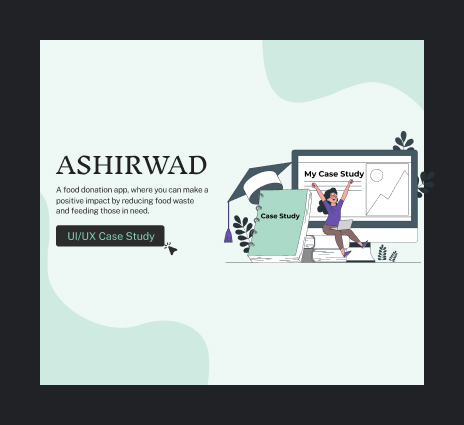 ASHIRWAD
A food donation app, where you can make a
positive impact by reducing food waste
and feeding those in need.
UI/UX Case Study
My Case Study
Case Study